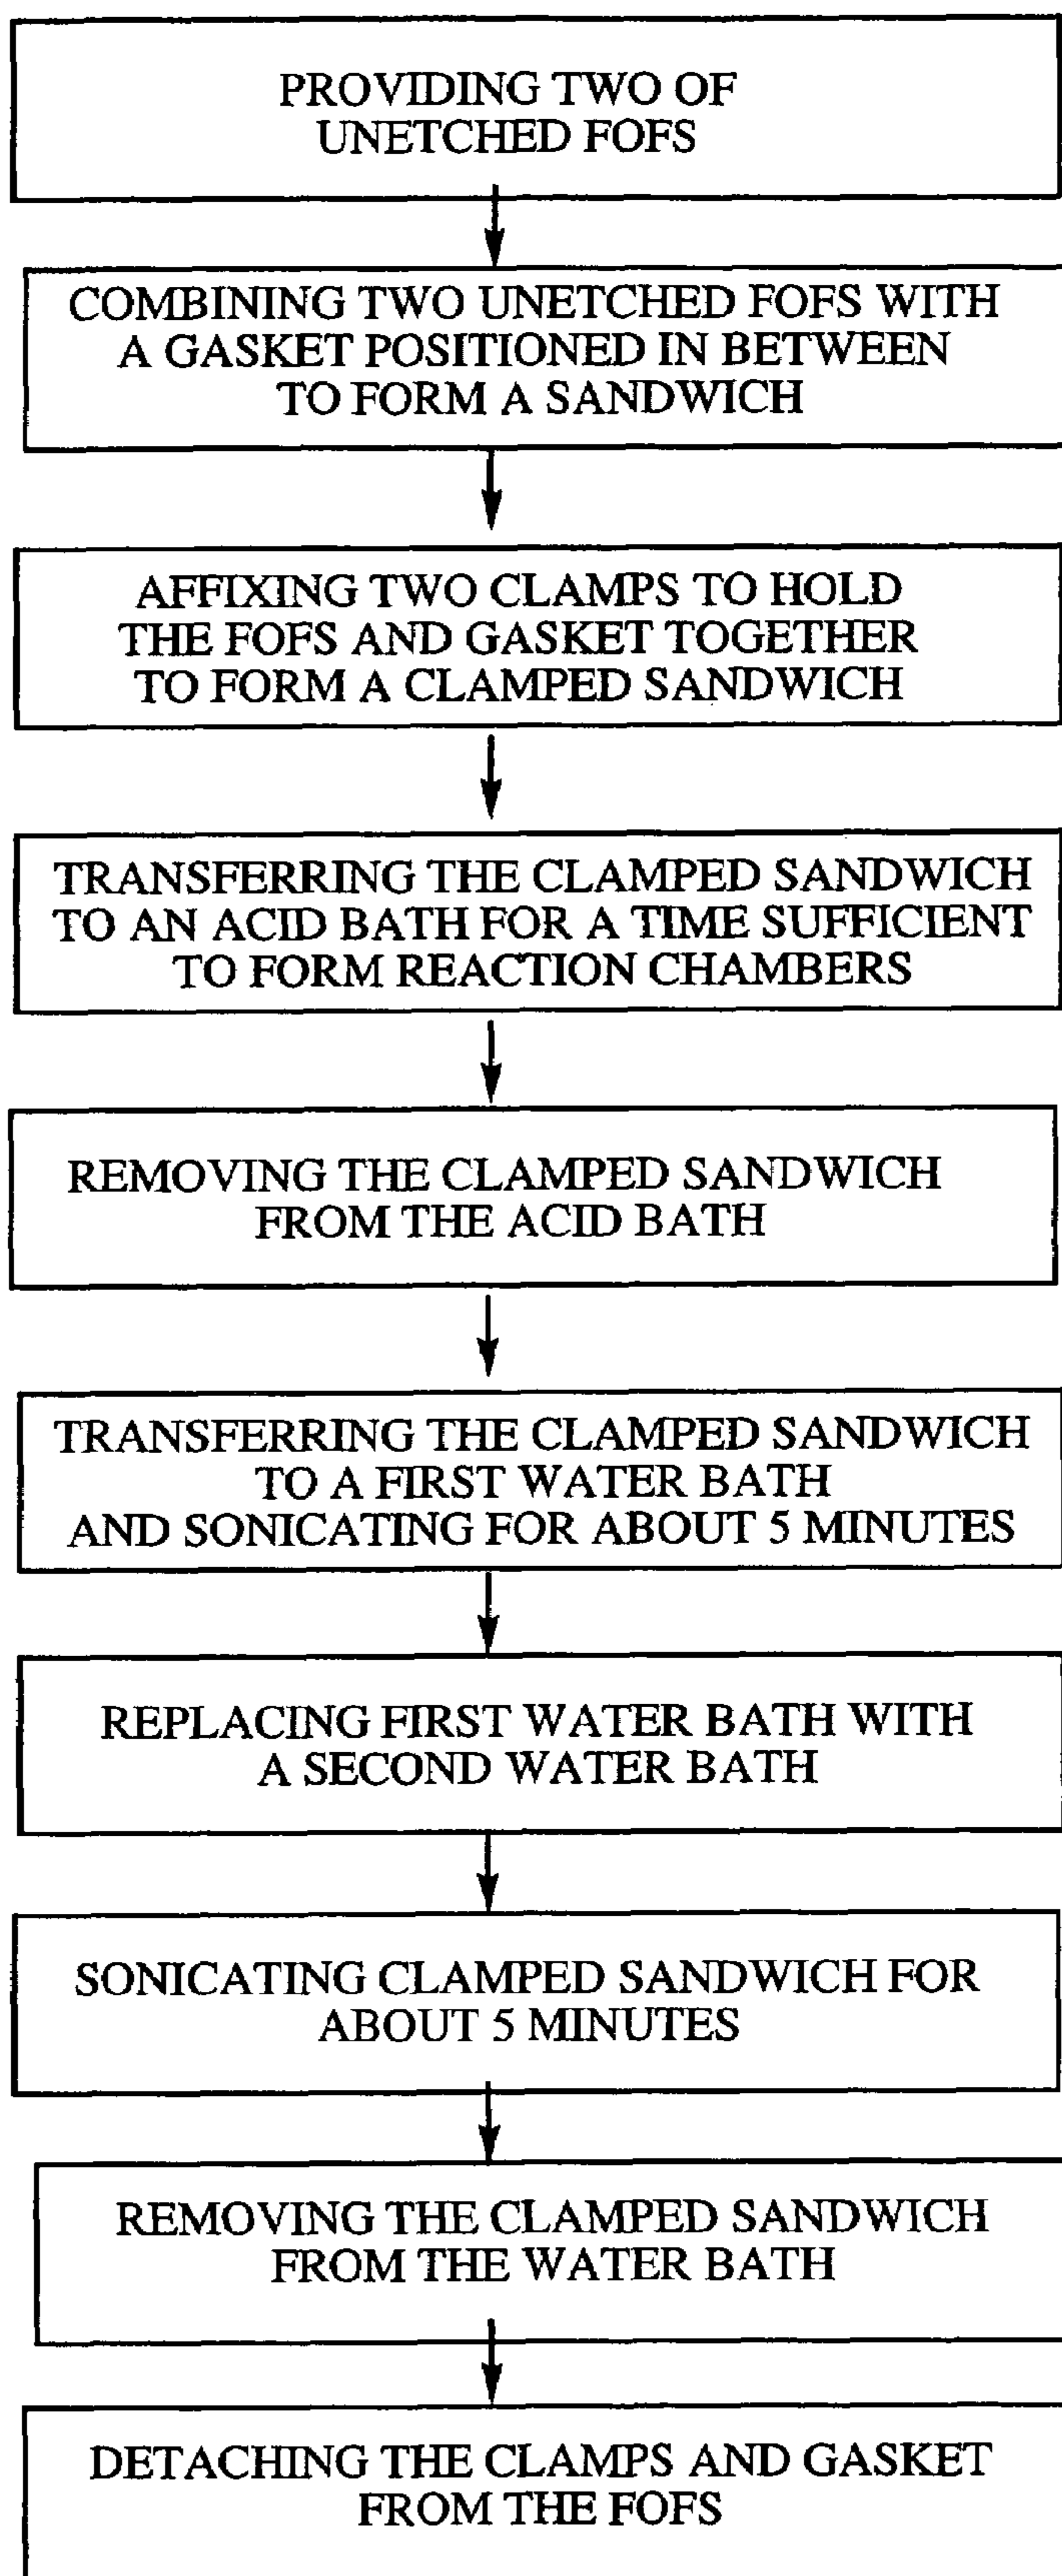 PROVIDING TWO OF
UNETCHED FOFS
COMBINING TWO UNETCHED FOFS WITH
A GASKET POSITIONED IN BETWEEN
TO FORM A SANDWICH
AFFIXING TWO CLAMPS TO HOLD
THE FOFS AND GASKET TOGETHER
TO FORM A CLAMPED SANDWICH
TRANSFERRING THE CLAMPED SANDWICH
TO AN ACID BATH FOR A TIME SUFFICIENT
TO FORM REACTION CHAMBERS
REMOVING THE CLAMPED SANDWICH
FROM THE ACID BATH
TRANSFERRING THE CLAMPED SANDWICH
TO A FIRST WATER BATH
AND SONICATING FOR ABOUT 5 MINUTES
REPLACING FIRST WATER BATH WITH
A SECOND WATER BATH
SONICATING CLAMPED SANDWICH FOR
ABOUT 5 MINUTES
REMOVING THE CLAMPED SANDWICH
FROM THE WATER BATH
DETACHING THE CLAMPS AND GASKET
FROM THE FOFS